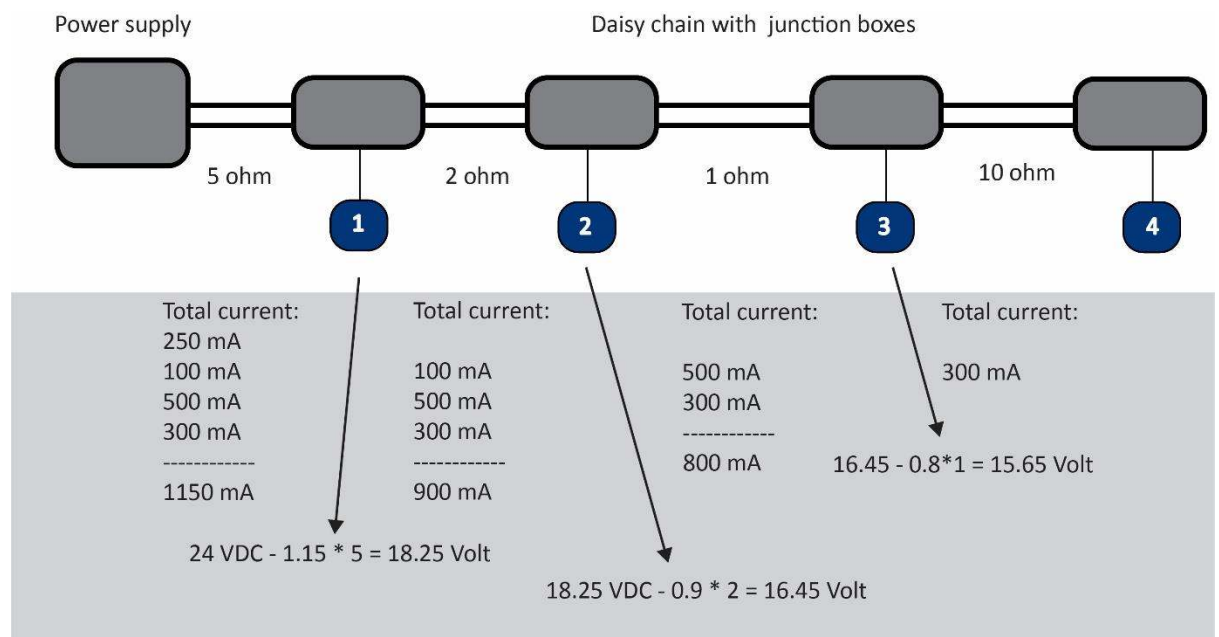 Power supply
Daisy chain with junction boxes
5 ohm
2 ohm
1 ohm
10 ohm
1
2
3
4
Total current:
250 mA
100 mA
500 mA
300 mA
------------
1150 mA
24 VDC - 1.15 * 5 = 18.25 Volt
Total current:
100 mA
500 mA
300 mA
------------
900 mA
18.25 VDC - 0.9 * 2 = 16.45 Volt
Total current:
500 mA
300 mA
------------
800 mA
16.45 - 0.8*1 = 15.65 Volt
Total current:
300 mA